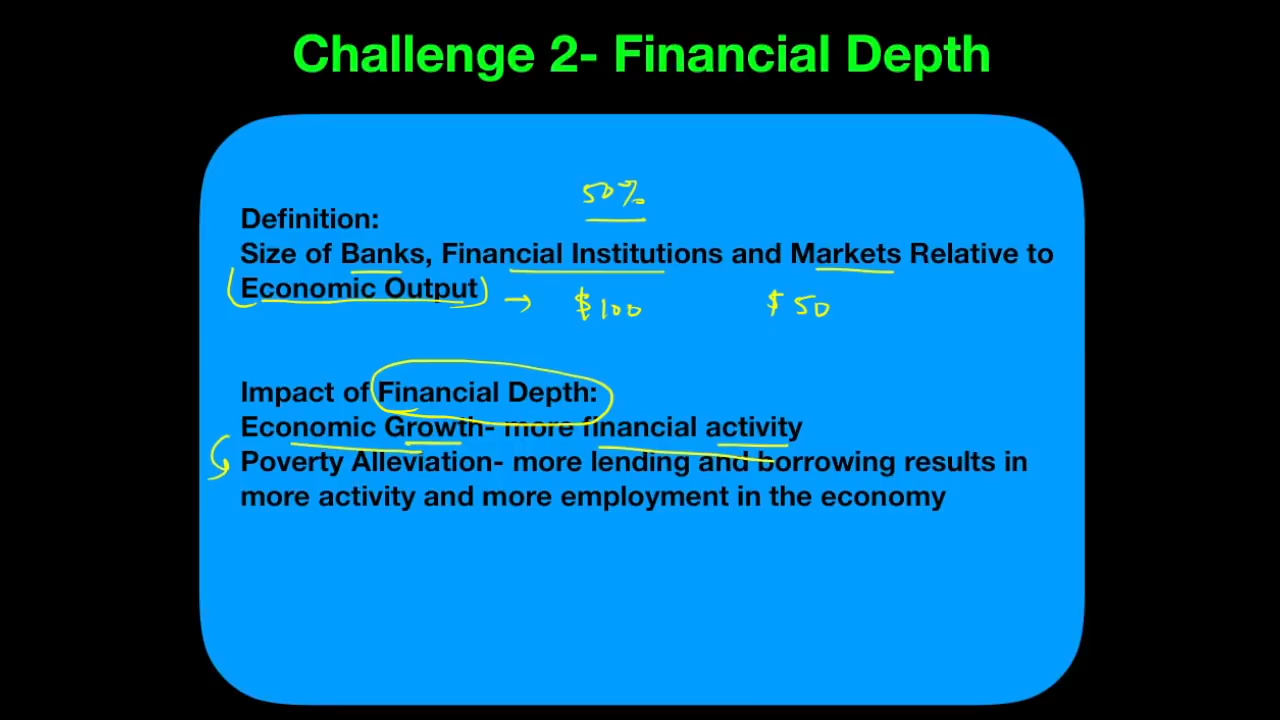 Challenge 2- Financial Depth
50%
Definition:
Size of Banks, Financial Institutions and Markets Relative to
Economic Output → $100 $50
Impact of Financial Depth:
Economic Growth- more financial activity
Poverty Alleviation- more lending and borrowing results in
more activity and more employment in the economy